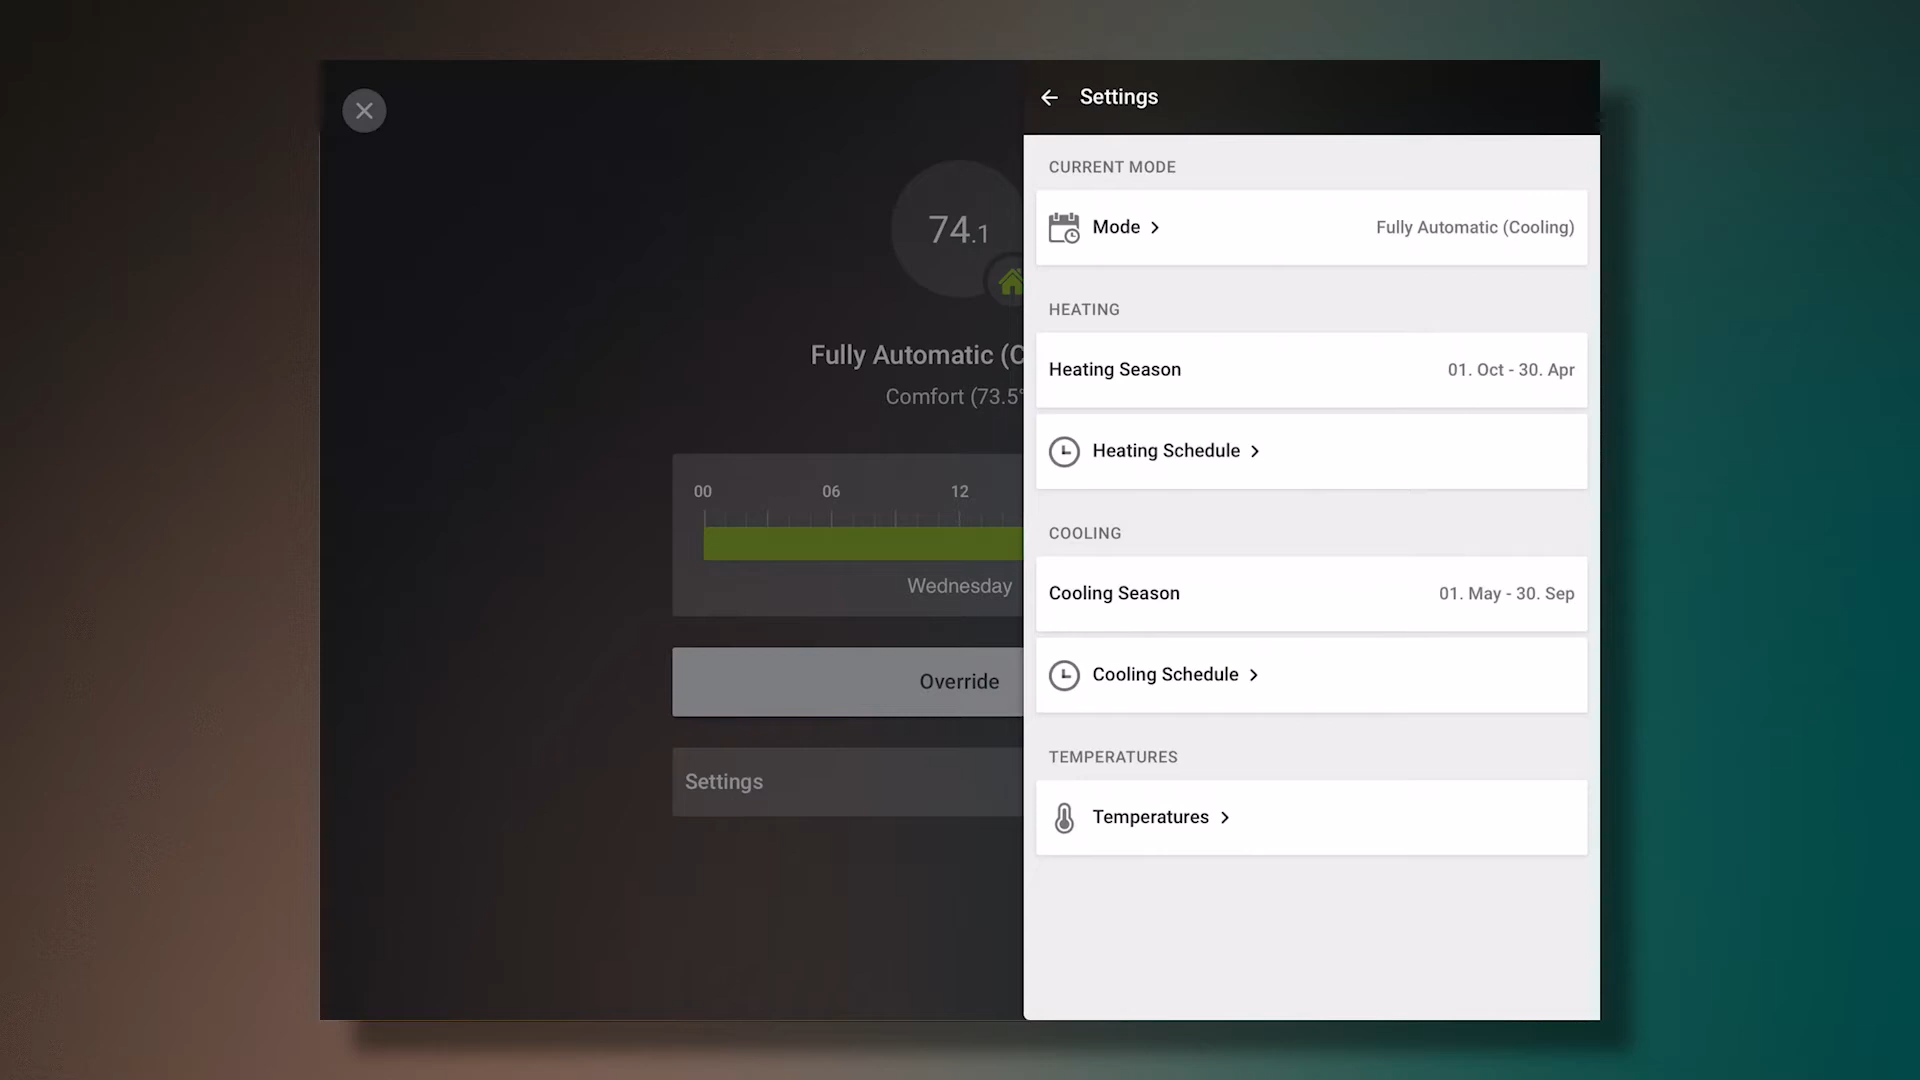 Settings
CURRENT MODE
Mode
Fully Automatic (Cooling)
HEATING
Heating Season
01. Oct - 30. Apr
Heating Schedule
COOLING
Cooling Season
01. May - 30. Sep
Cooling Schedule
TEMPERATURES
Temperatures
74.1
Fully Automatic (C
Comfort (73.5°
00 06 12
Wednesday
Override
Settings